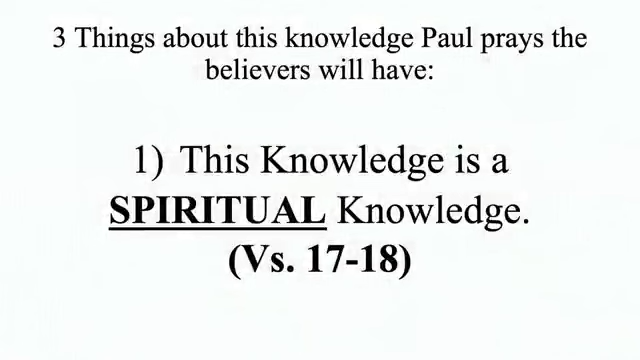 3 Things about this knowledge Paul prays the
believers will have:
1) This Knowledge is a
SPIRITUAL Knowledge.
(Vs. 17-18)